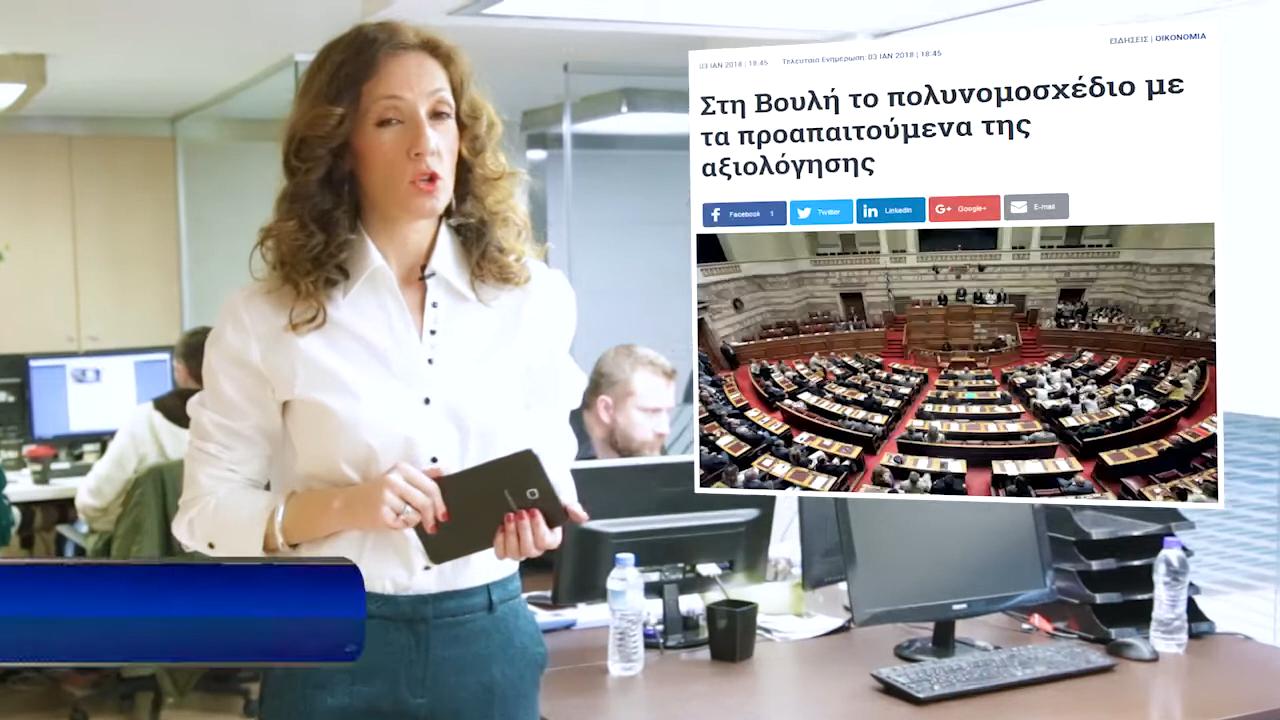 03 ΙΑΝ 2018 | 18:45 Τελευταία Ενημέρωση: 03 ΙΑΝ 2018 | 18:45
ΕΙΔΗΣΕΙΣ | ΟΙΚΟΝΟΜΙΑ
Στη Βουλή το πολυνομοσχέδιο με
τα προαπαιτούμενα της
αξιολόγησης
Facebook 1 Twitter LinkedIn Google+ E-mail